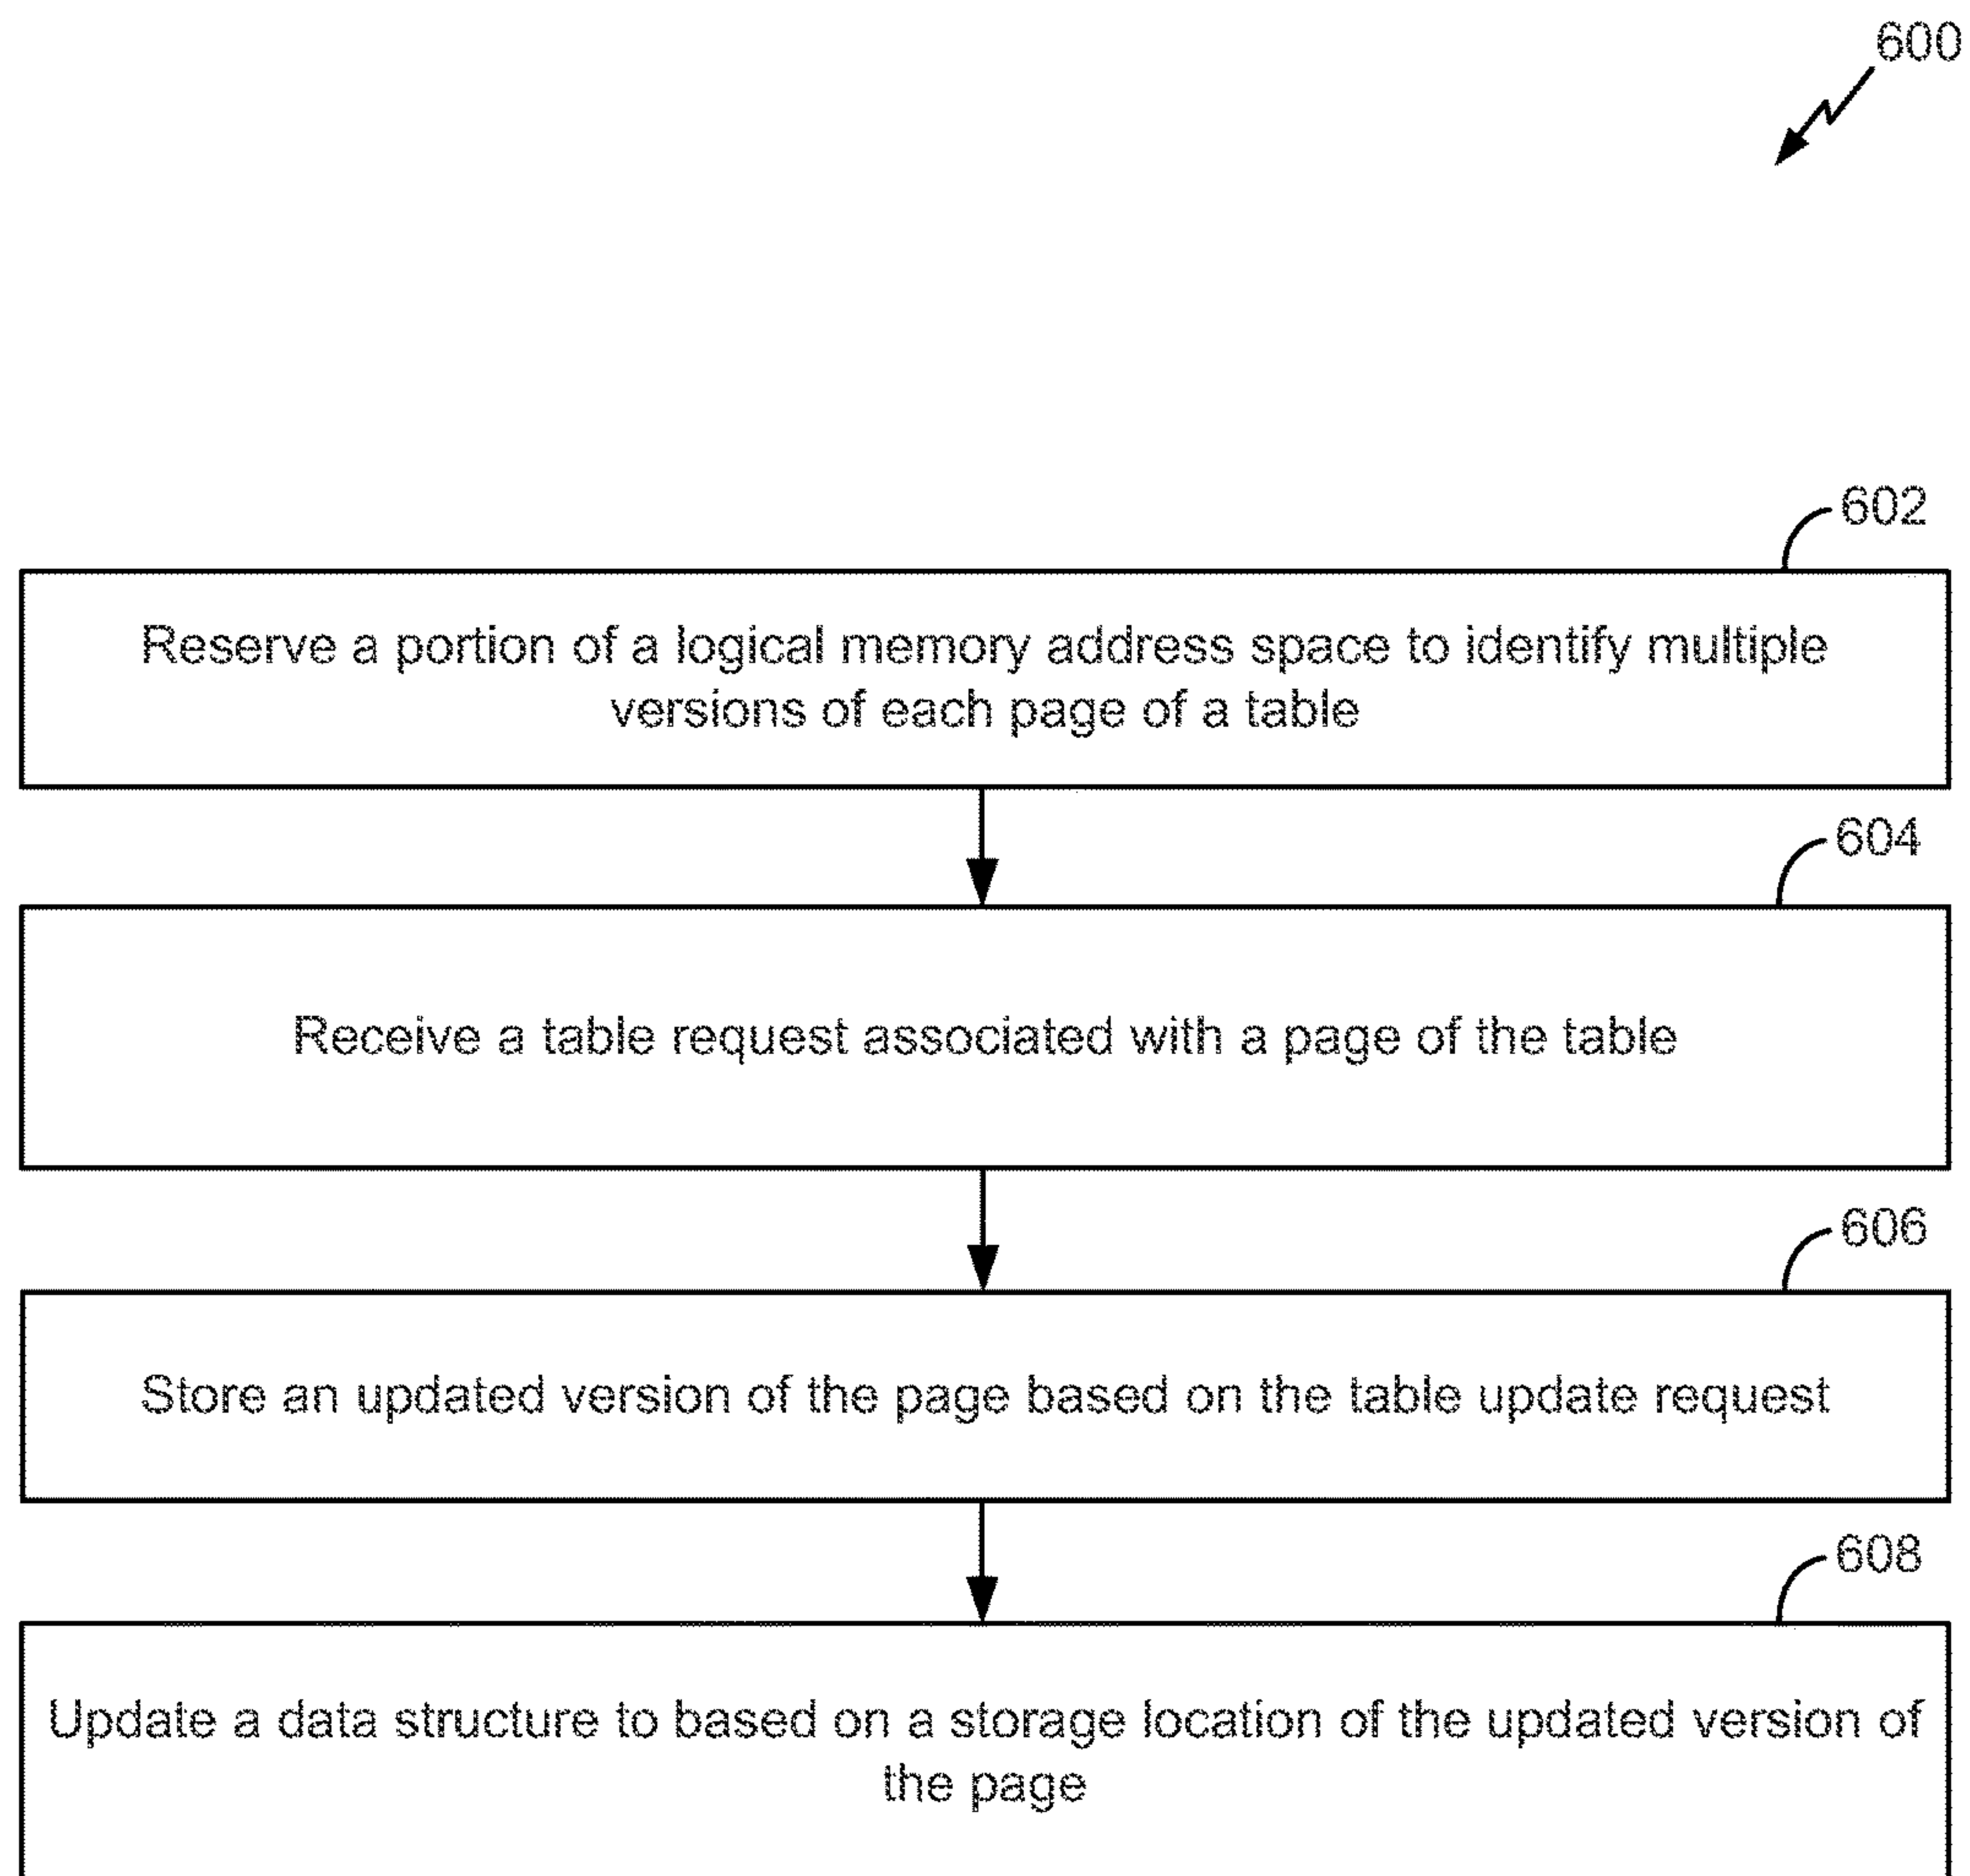 600
602
Reserve a portion of a logical memory address space to identify multiple
versions of each page of a table
604
Receive a table request associated with a page of the table
606
Store an updated version of the page based on the table update request
608
Update a data structure to based on a storage location of the updated version of
the page